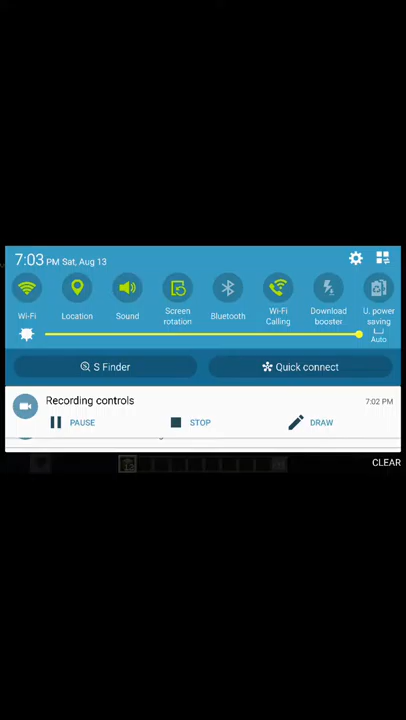 7:03 PM Sat, Aug 13
Wi-Fi
Location
Sound
Screen rotation
Bluetooth
Wi-Fi Calling
Download booster
U. power saving
Auto
S Finder
Quick connect
Recording controls
7:02 PM
PAUSE
STOP
DRAW
CLEAR